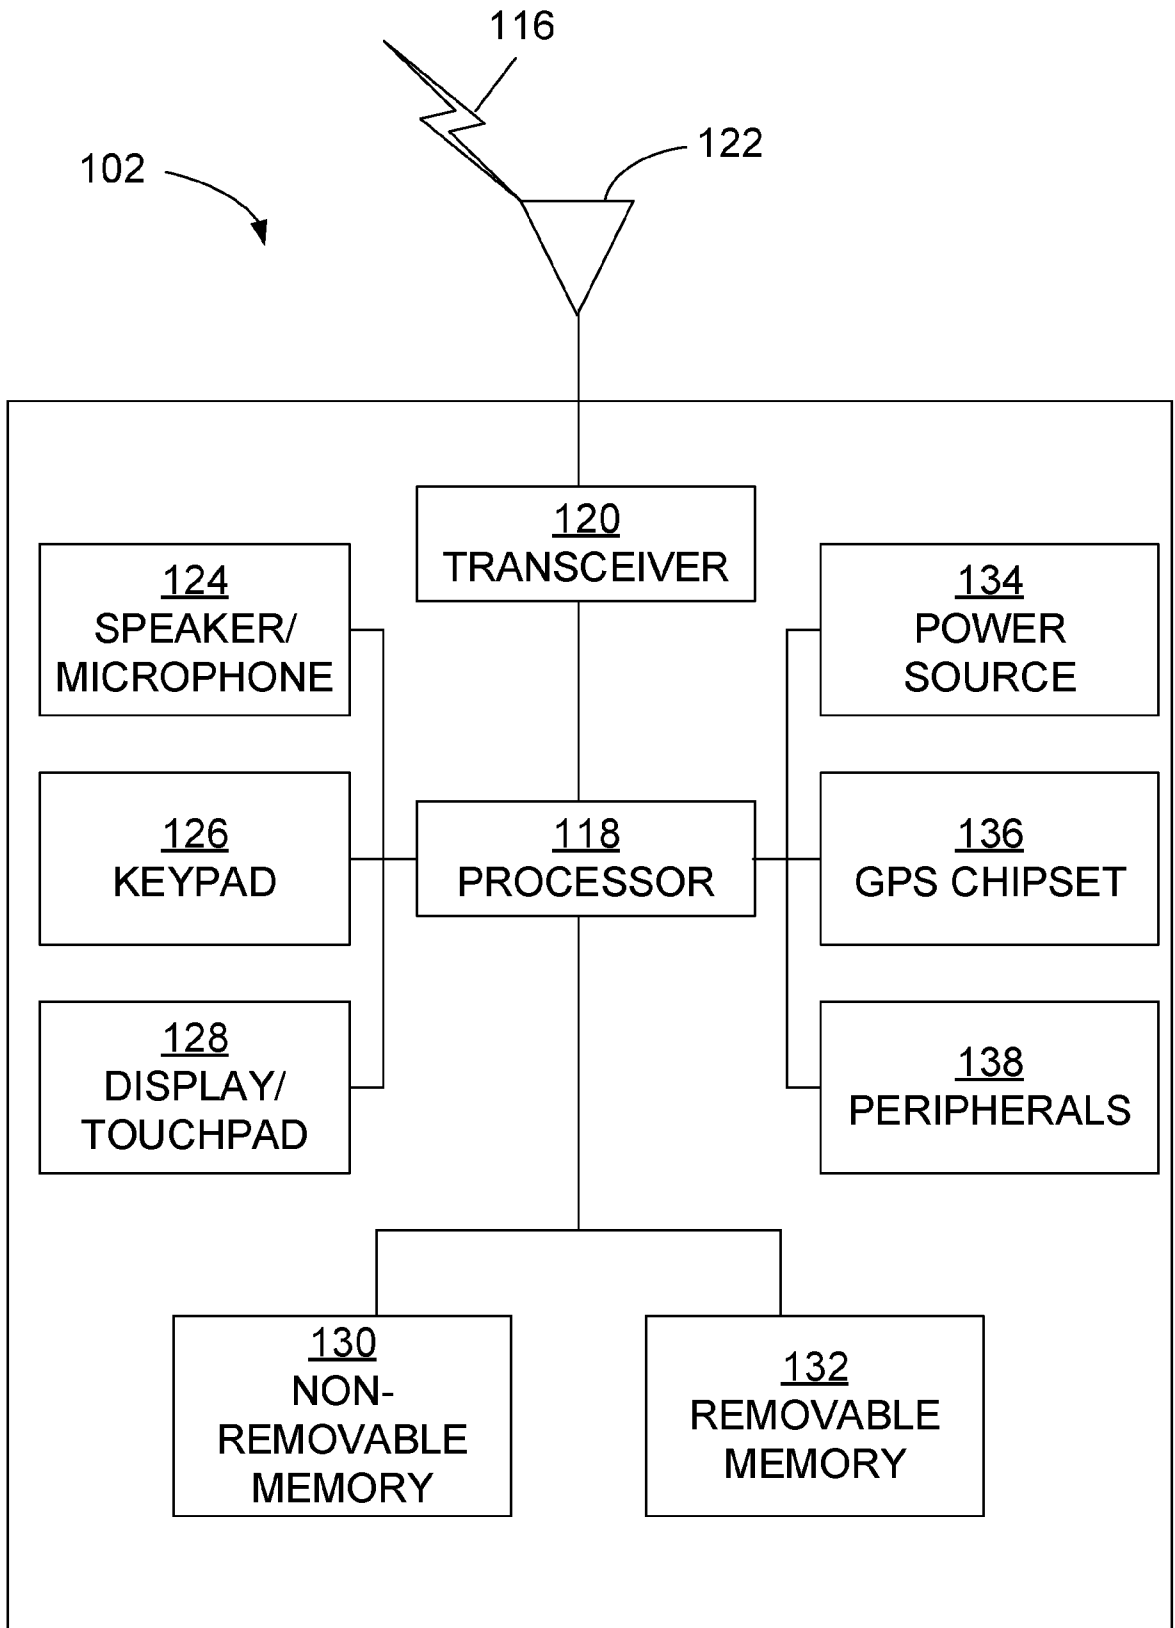 116
122
102
120
TRANSCEIVER
124
SPEAKER/
MICROPHONE
134
POWER
SOURCE
126
KEYPAD
118
PROCESSOR
136
GPS CHIPSET
128
DISPLAY/
TOUCHPAD
138
PERIPHERALS
130
NON-
REMOVABLE
MEMORY
132
REMOVABLE
MEMORY